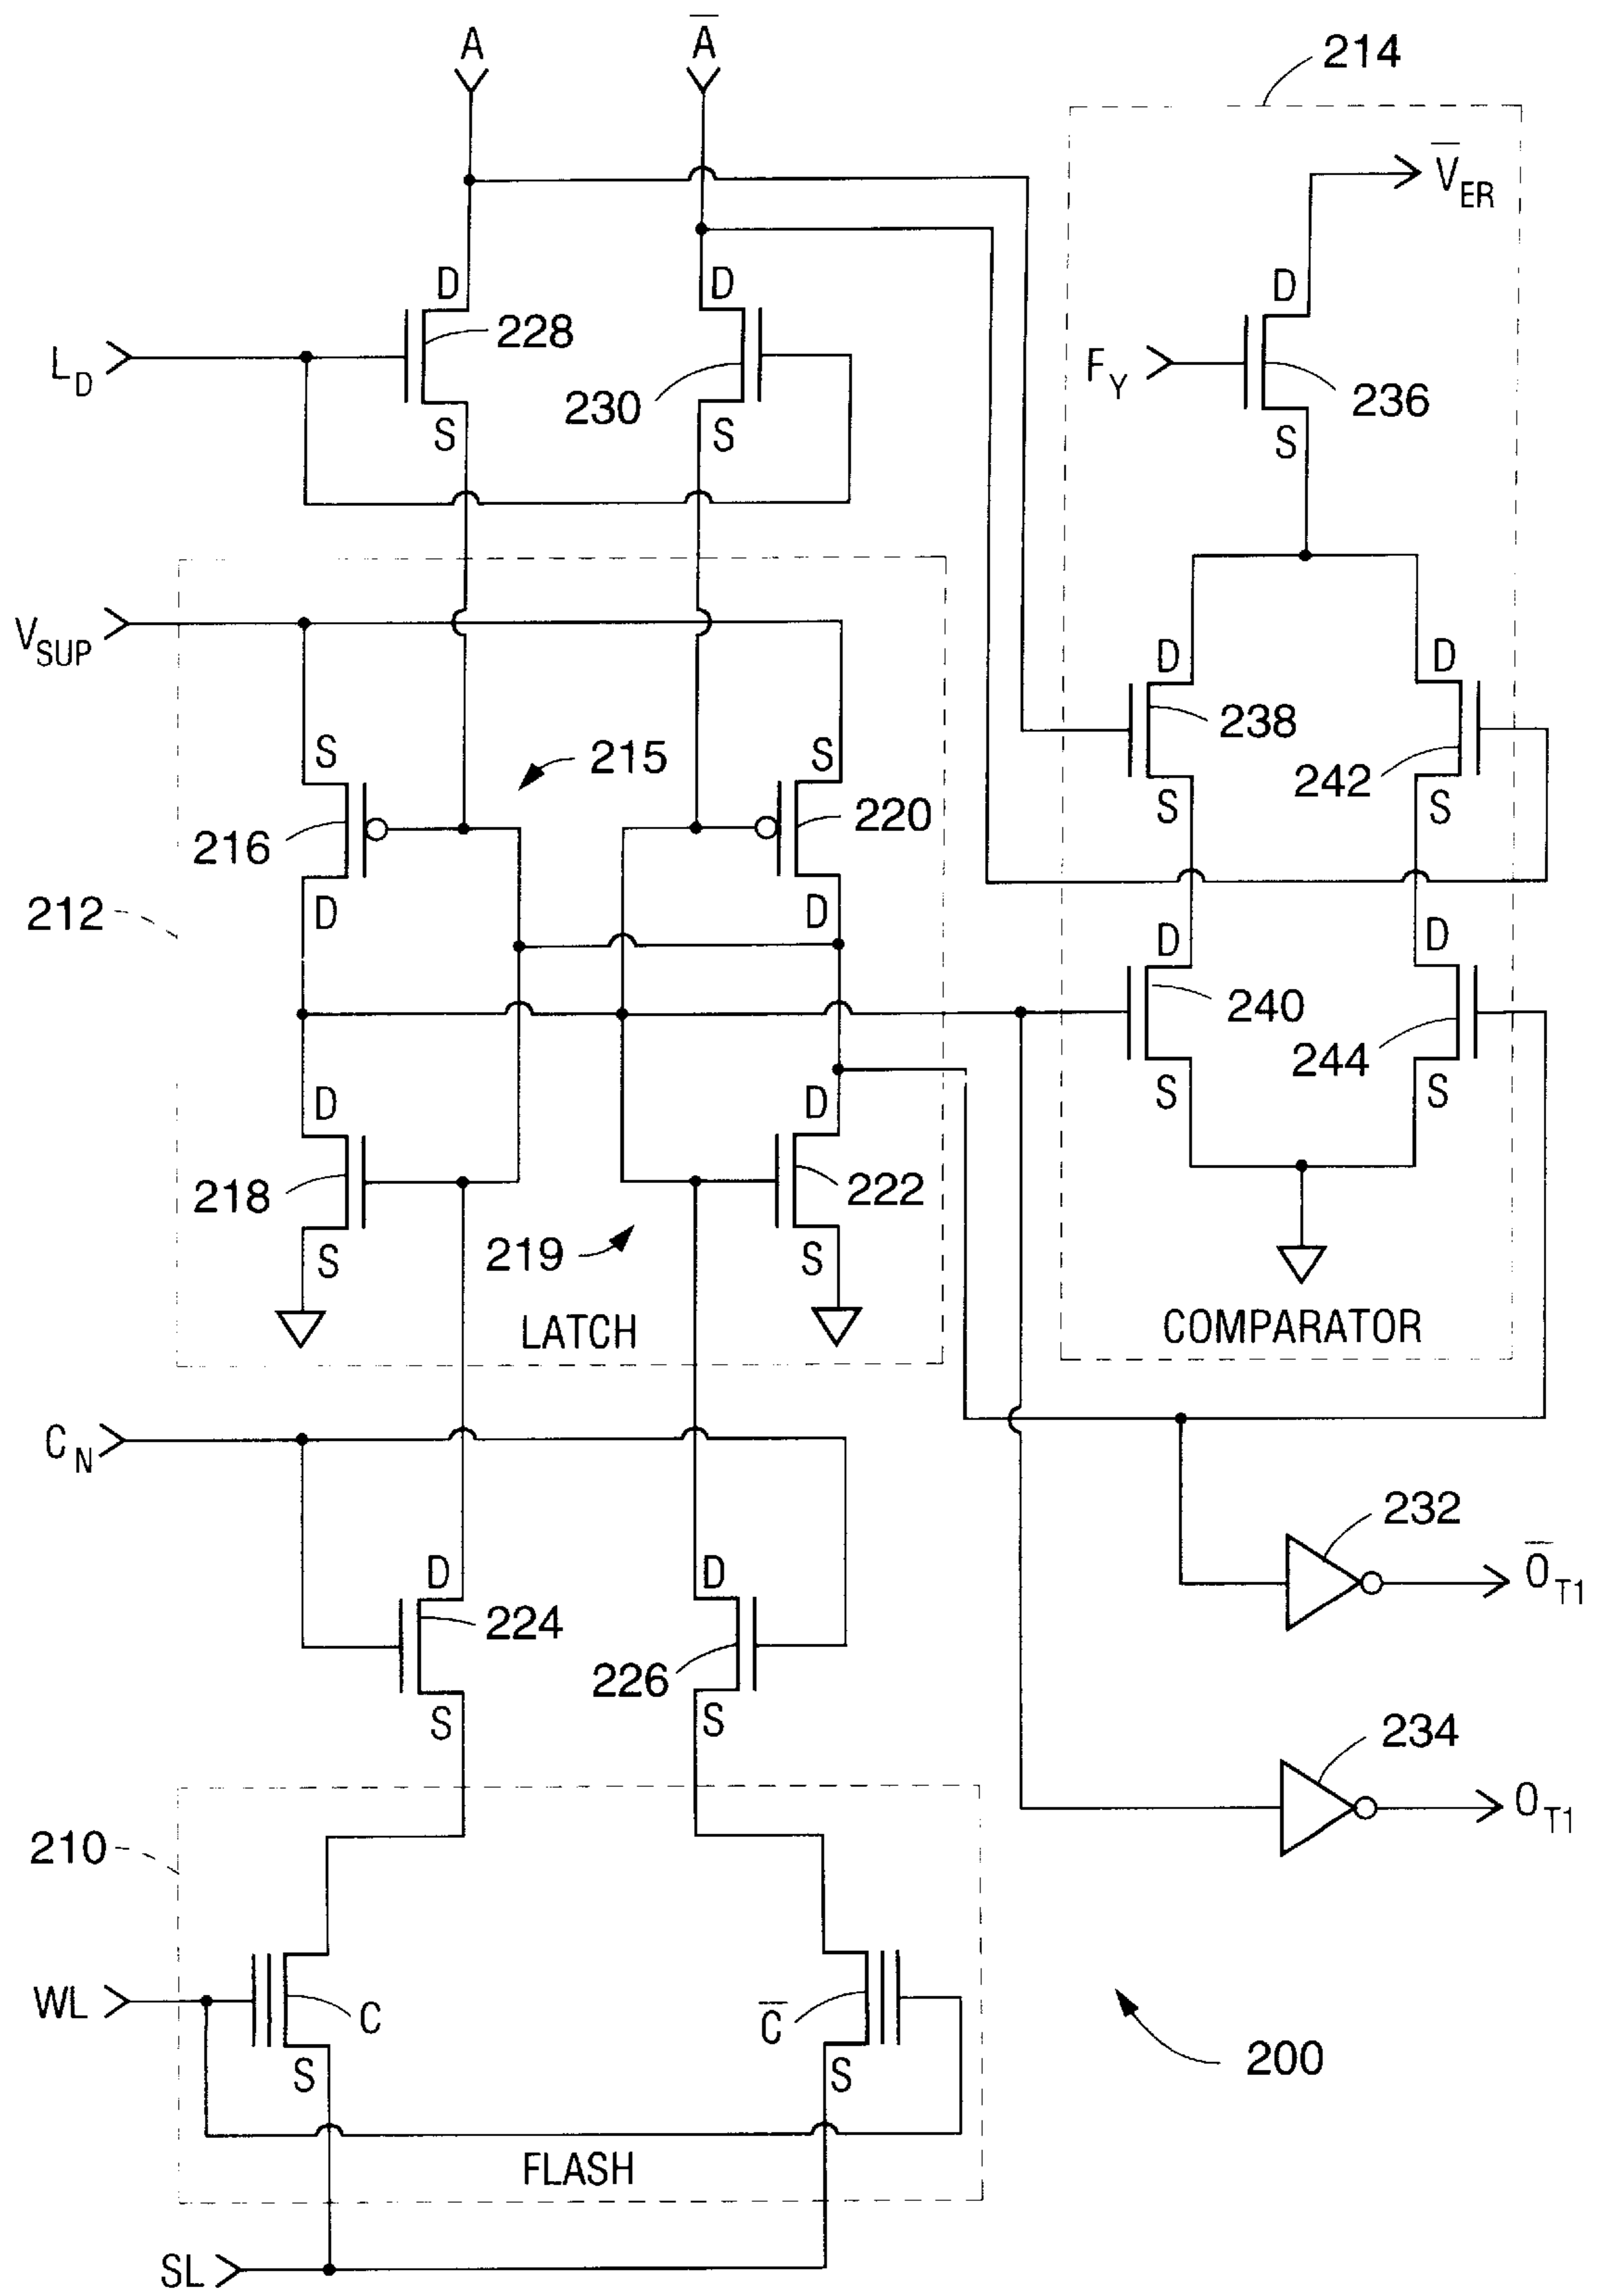 A A̅
214
V̅ER
D D
D
228
LD
230
FY
236
S S
S
VSUP
D D
238
S 215 S
242
216 220
S S
212 D D
D D
240
244
D D
S S
218 222
219
S S
LATCH
COMPARATOR
CN
232
D D
O̅T1
224
226
S S
234
OT1
210
WL C C̅
200
S S
FLASH
SL